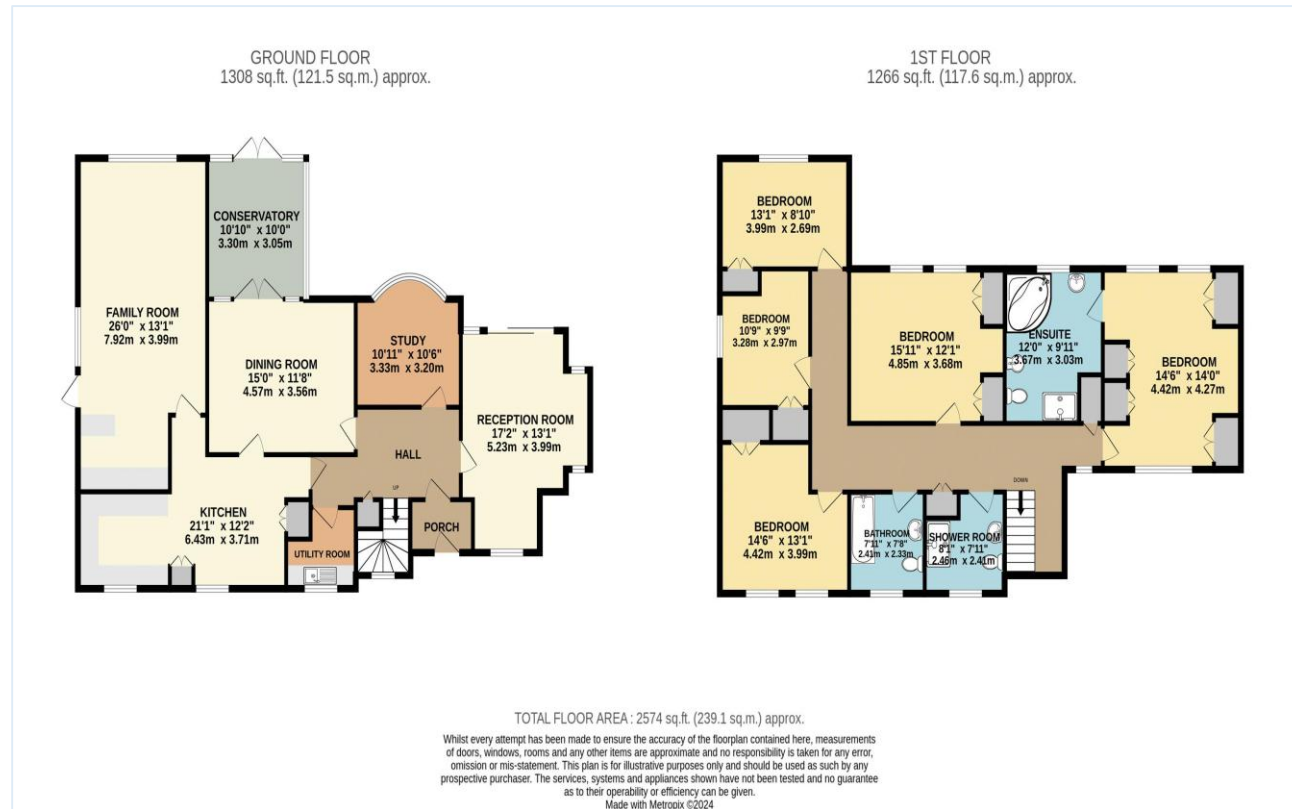 GROUND FLOOR
1308 sq.ft. (121.5 sq.m.) approx.
1ST FLOOR
1266 sq.ft. (117.6 sq.m.) approx.
CONSERVATORY
10'10" x 10'0"
3.30m x 3.05m
FAMILY ROOM
26'0" x 13'1"
7.92m x 3.99m
DINING ROOM
15'0" x 11'8"
4.57m x 3.56m
STUDY
10'11" x 10'6"
3.33m x 3.20m
RECEPTION ROOM
17'2" x 13'1"
5.23m x 3.99m
HALL
UP
KITCHEN
21'1" x 12'2"
6.43m x 3.71m
PORCH
UTILITY ROOM
BEDROOM
13'1" x 8'10"
3.99m x 2.69m
BEDROOM
10'9" x 9'9"
3.28m x 2.97m
BEDROOM
15'11" x 12'1"
4.85m x 3.68m
ENSUITE
12'0" x 9'11"
3.67m x 3.03m
BEDROOM
14'6" x 14'0"
4.42m x 4.27m
DOWN
BEDROOM
14'6" x 13'1"
4.42m x 3.99m
BATHROOM
7'11" x 7'8"
2.41m x 2.33m
SHOWER ROOM
8'1" x 7'11"
2.46m x 2.41m
TOTAL FLOOR AREA : 2574 sq.ft. (239.1 sq.m.) approx.
Whilst every attempt has been made to ensure the accuracy of the floorplan contained here, measurements
of doors, windows, rooms and any other items are approximate and no responsibility is taken for any error,
omission or mis-statement. This plan is for illustrative purposes only and should be used as such by any
prospective purchaser. The services, systems and appliances shown have not been tested and no guarantee
as to their operability or efficiency can be given.
Made with Metropix ©2024